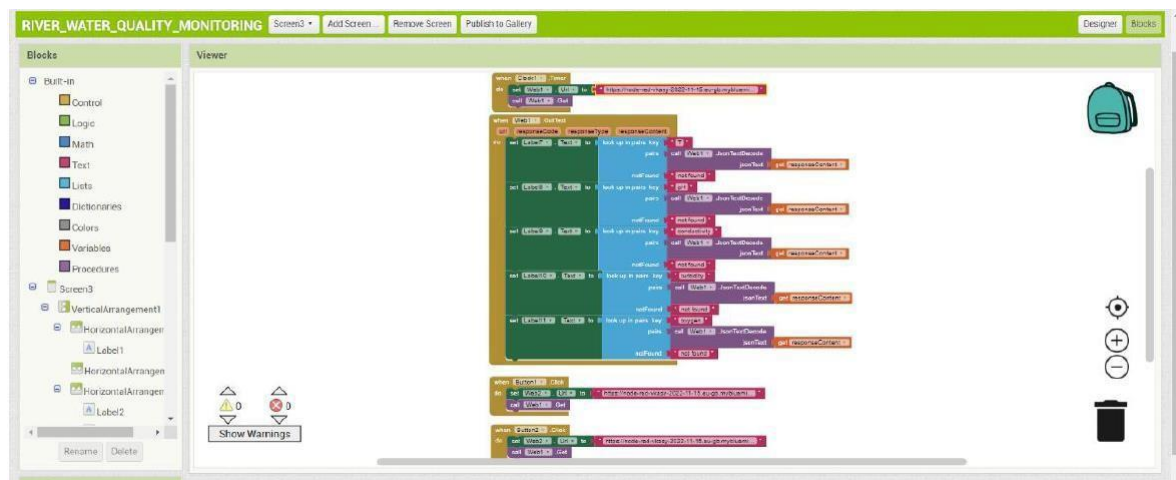 RIVER_WATER_QUALITY_MONITORING Screen3 Add Screen... Remove Screen Publish to Gallery Designer Blocks
Blocks
Viewer
Built-in
Control
Logic
Math
Text
Lists
Dictionaries
Colors
Variables
Procedures
Screen3
VerticalArrangement1
HorizontalArrangen
Label1
HorizontalArrangen
HorizontalArrangen
Label2
Rename Delete
0 0
Show Warnings
when Clock1 .Timer
do set Web1 . Url to
call Web1 .Get
when Web1 .GotText
url responseCode responseType responseContent
do set Label7 . Text to look up in pairs key " T "
pairs call Web1 .JsonTextDecode
jsonText get responseContent
notFound " not found "
set Label8 . Text to look up in pairs key " pH "
pairs call Web1 .JsonTextDecode
jsonText get responseContent
notFound " not found "
set Label9 . Text to look up in pairs key " conductivity "
pairs call Web1 .JsonTextDecode
jsonText get responseContent
notFound " not found "
set Label10 . Text to look up in pairs key " turbidity "
pairs call Web1 .JsonTextDecode
jsonText get responseContent
notFound " not found "
set Label11 . Text to look up in pairs key " oxygen "
pairs call Web1 .JsonTextDecode
jsonText get responseContent
notFound " not found "
when Button1 .Click
do set Web2 . Url to
call Web1 .Get
when Button2 .Click
do set Web2 . Url to
call Web1 .Get